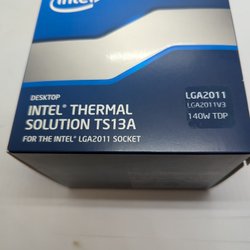 intel
DESKTOP
INTEL® THERMAL
SOLUTION TS13A
FOR THE INTEL® LGA2011 SOCKET
LGA2011
LGA2011V3
140W TDP